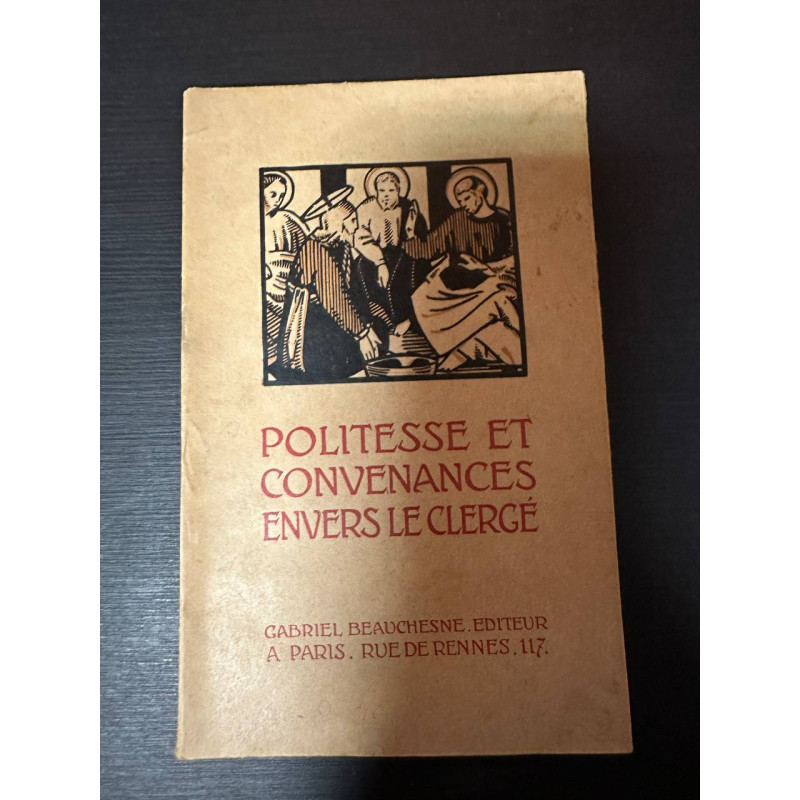 POLITESSE ET
CONVENANCES
ENVERS LE CLERGÉ
GABRIEL BEAUCHESNE. EDITEUR
A PARIS. RUE DE RENNES. 117.